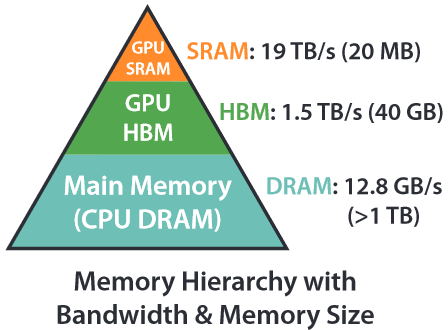 GPU
SRAM
SRAM: 19 TB/s (20 MB)
GPU
HBM
HBM: 1.5 TB/s (40 GB)
Main Memory
(CPU DRAM)
DRAM: 12.8 GB/s
(>1 TB)
Memory Hierarchy with
Bandwidth & Memory Size